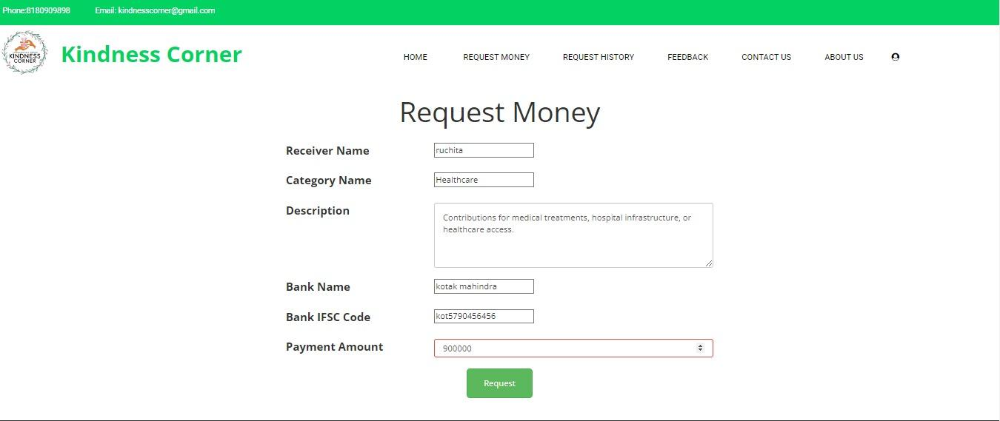 Phone:8180909898 Email: kindnesscorner@gmail.com
KINDNESS
CORNER
Kindness Corner
HOME REQUEST MONEY REQUEST HISTORY FEEDBACK CONTACT US ABOUT US
Request Money
Receiver Name ruchita
Category Name Healthcare
Description Contributions for medical treatments, hospital infrastructure, or
healthcare access.
Bank Name kotak mahindra
Bank IFSC Code kot5790456456
Payment Amount 900000
Request